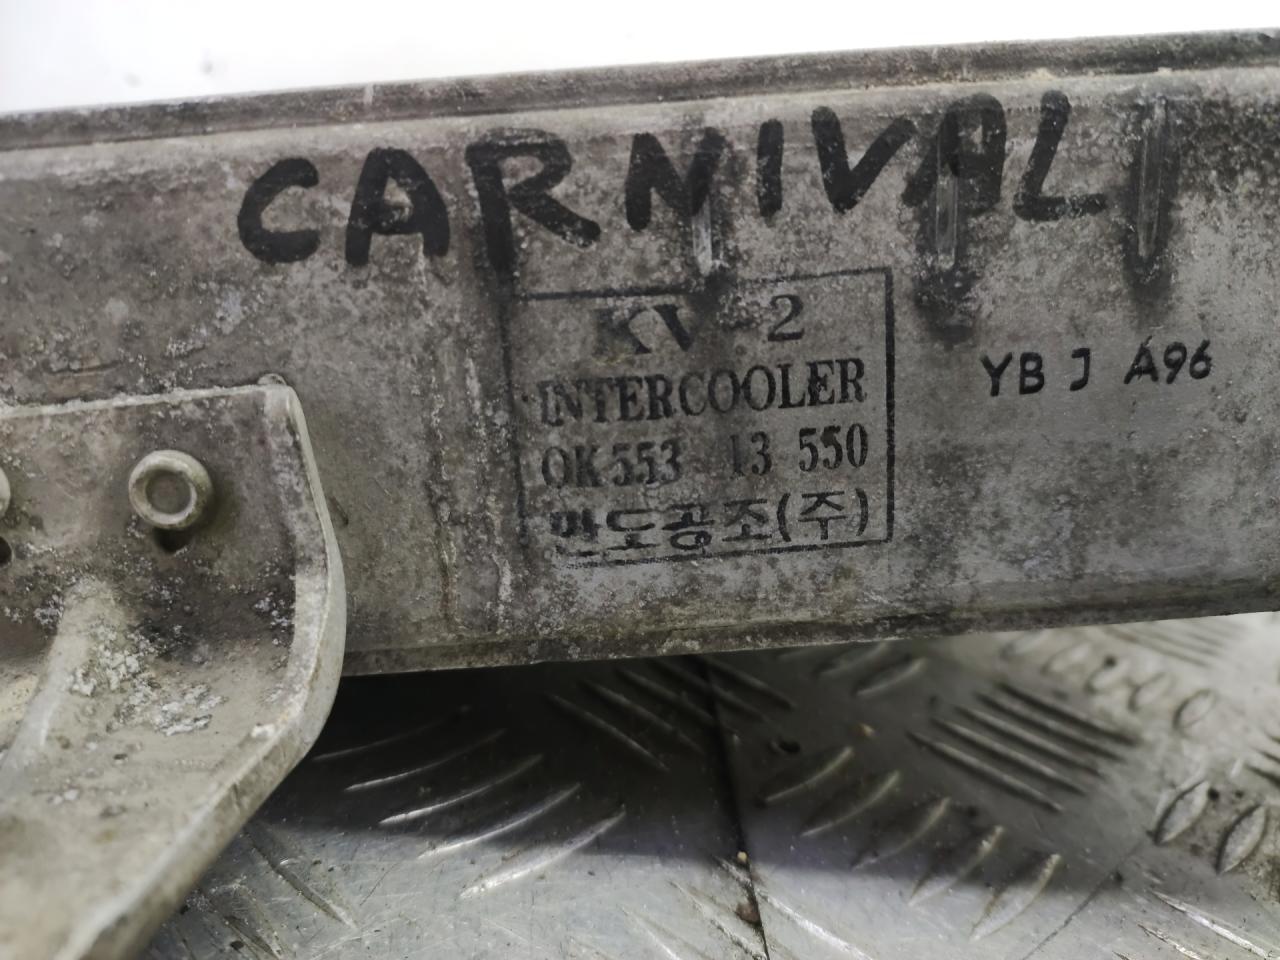 CARNIVAL
KV-2
INTERCOOLER
OK553 13 550
만도공조(주)
YB J A96